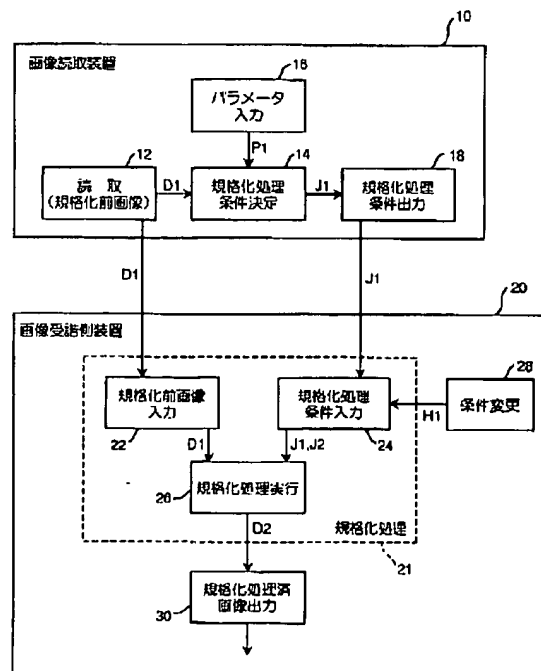 10
画像読取装置
16
パラメータ
入力
P1
12
読取
(規格化前画像)
D1
14
規格化処理
条件決定
J1
18
規格化処理
条件出力
D1
J1
20
画像受諾側装置
規格化前画像
入力
22
規格化処理
条件入力
24
28
条件変更
H1
D1
J1,J2
26
規格化処理実行
規格化処理
21
D2
規格化処理済
画像出力
30